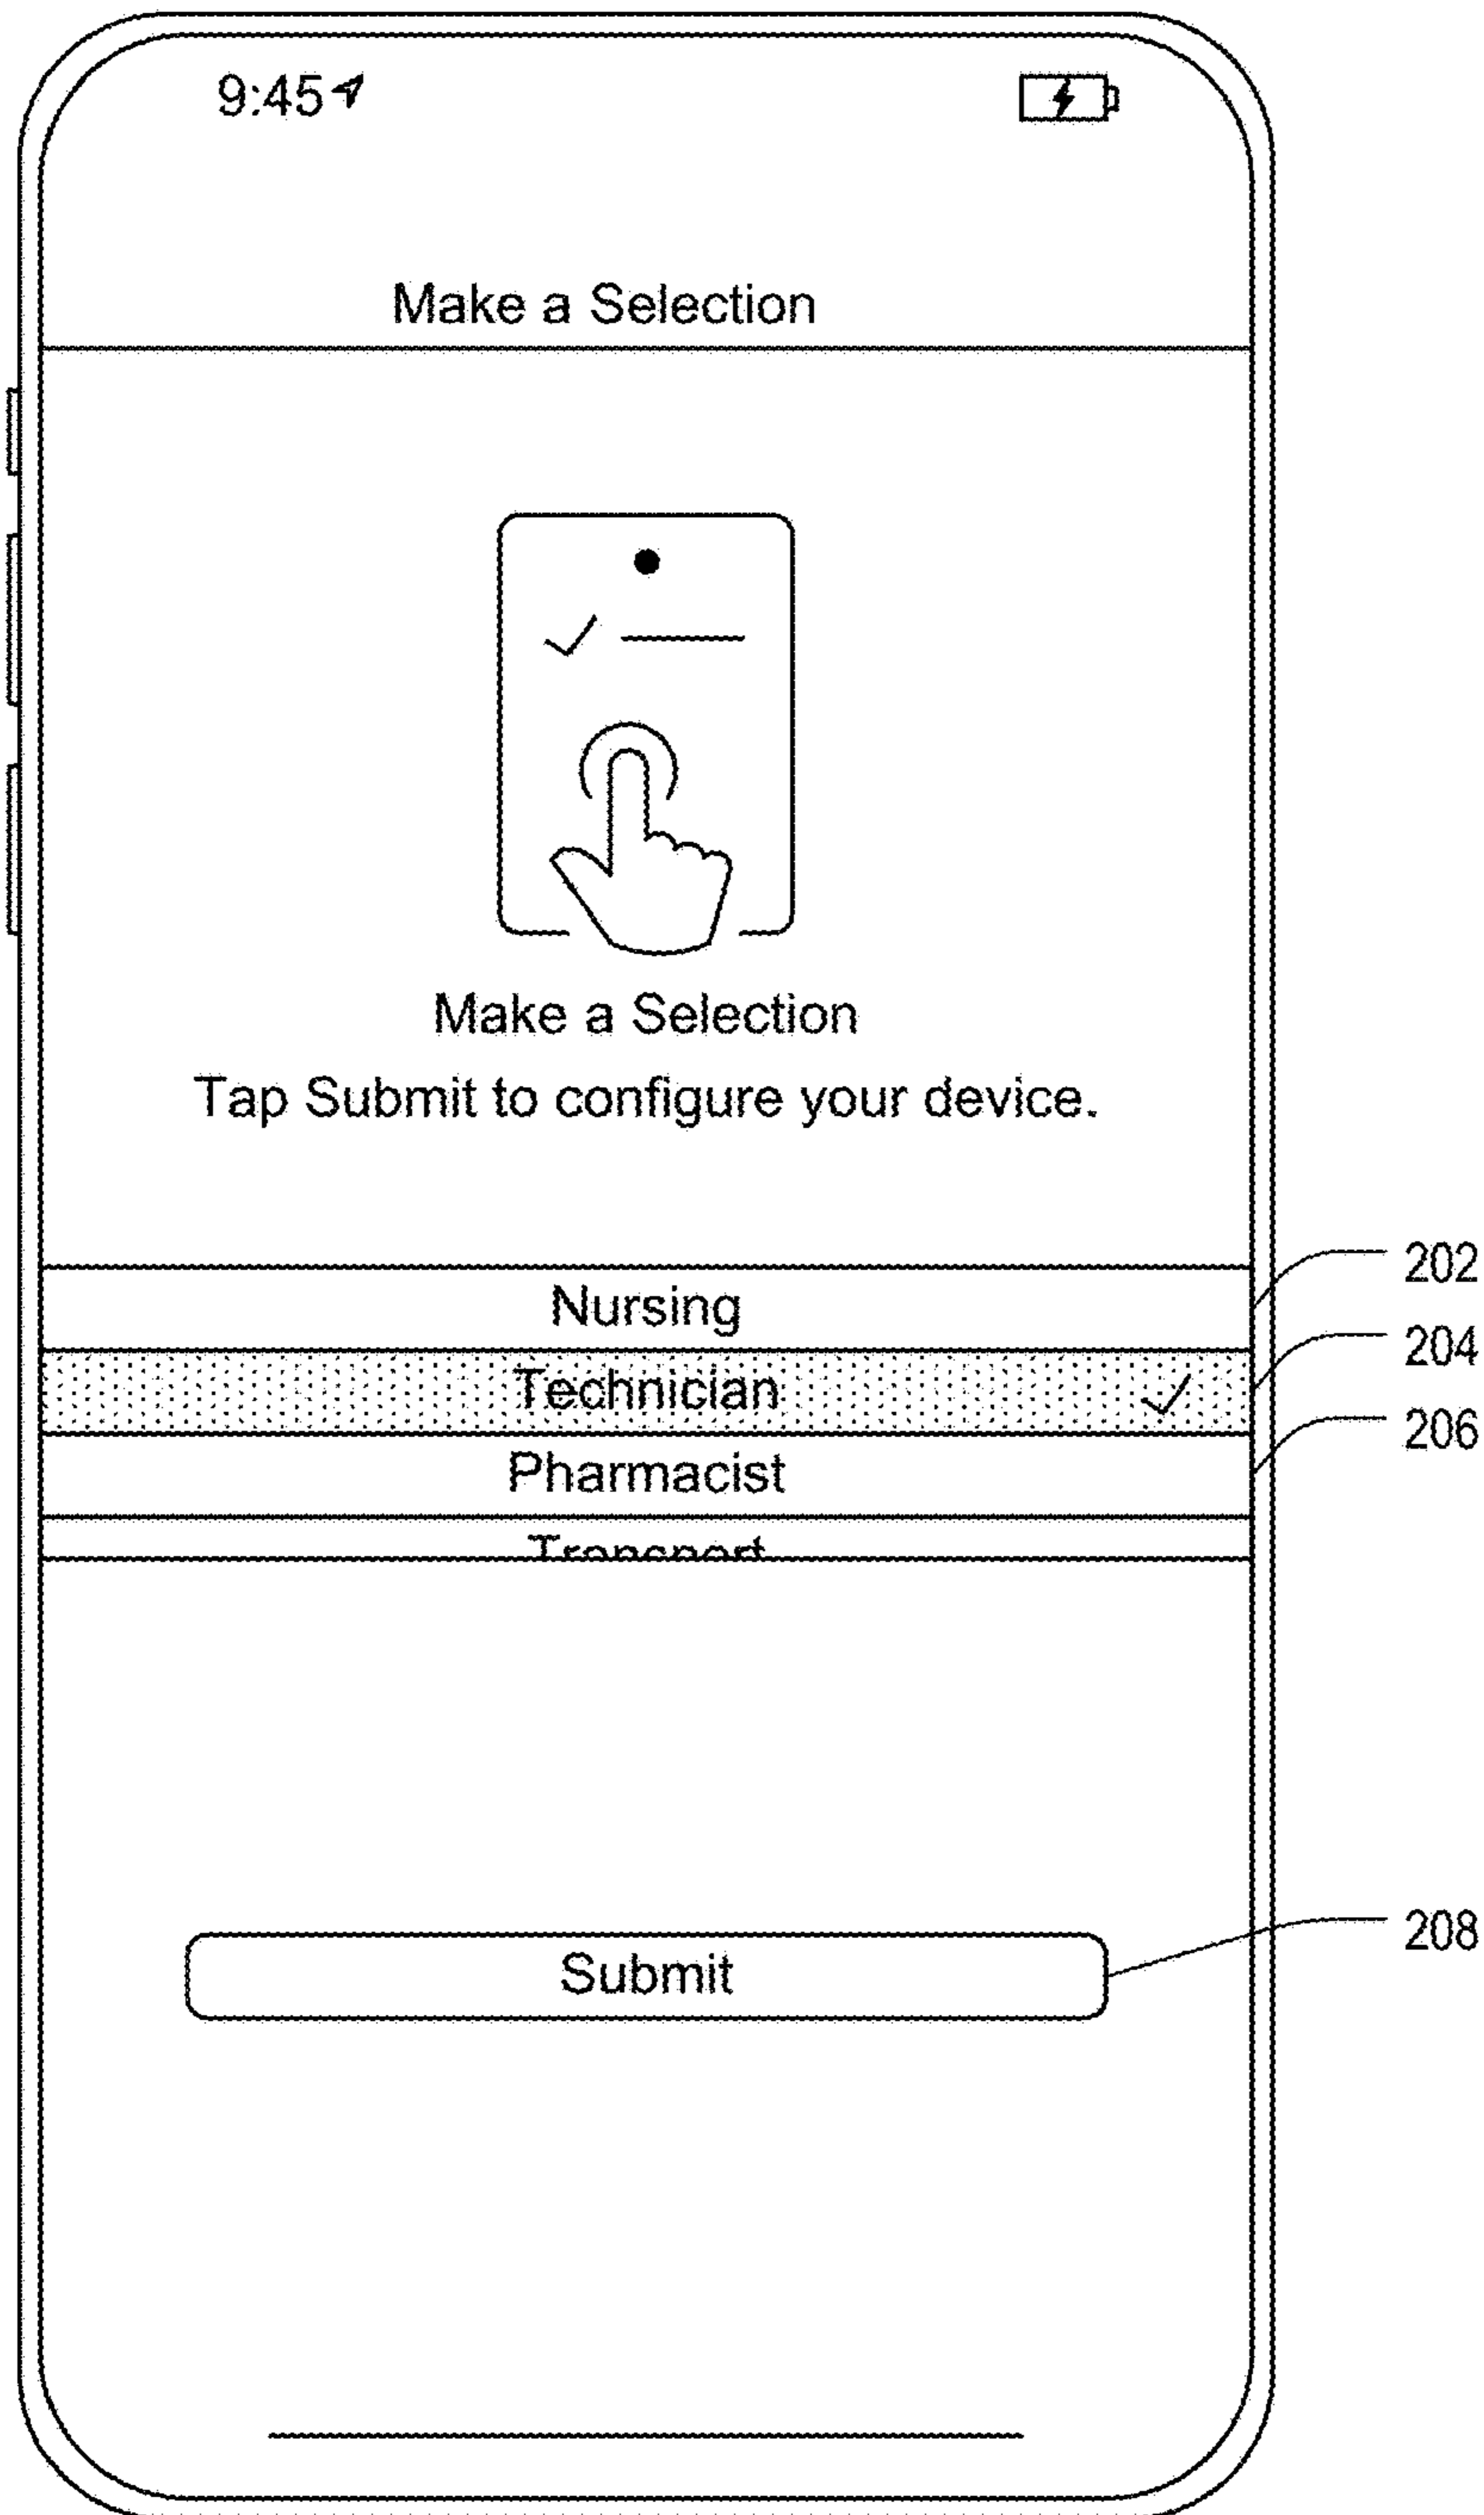 9:45
Make a Selection
Make a Selection
Tap Submit to configure your device.
Nursing
202
Technician
204
Pharmacist
206
Transport
Submit
208